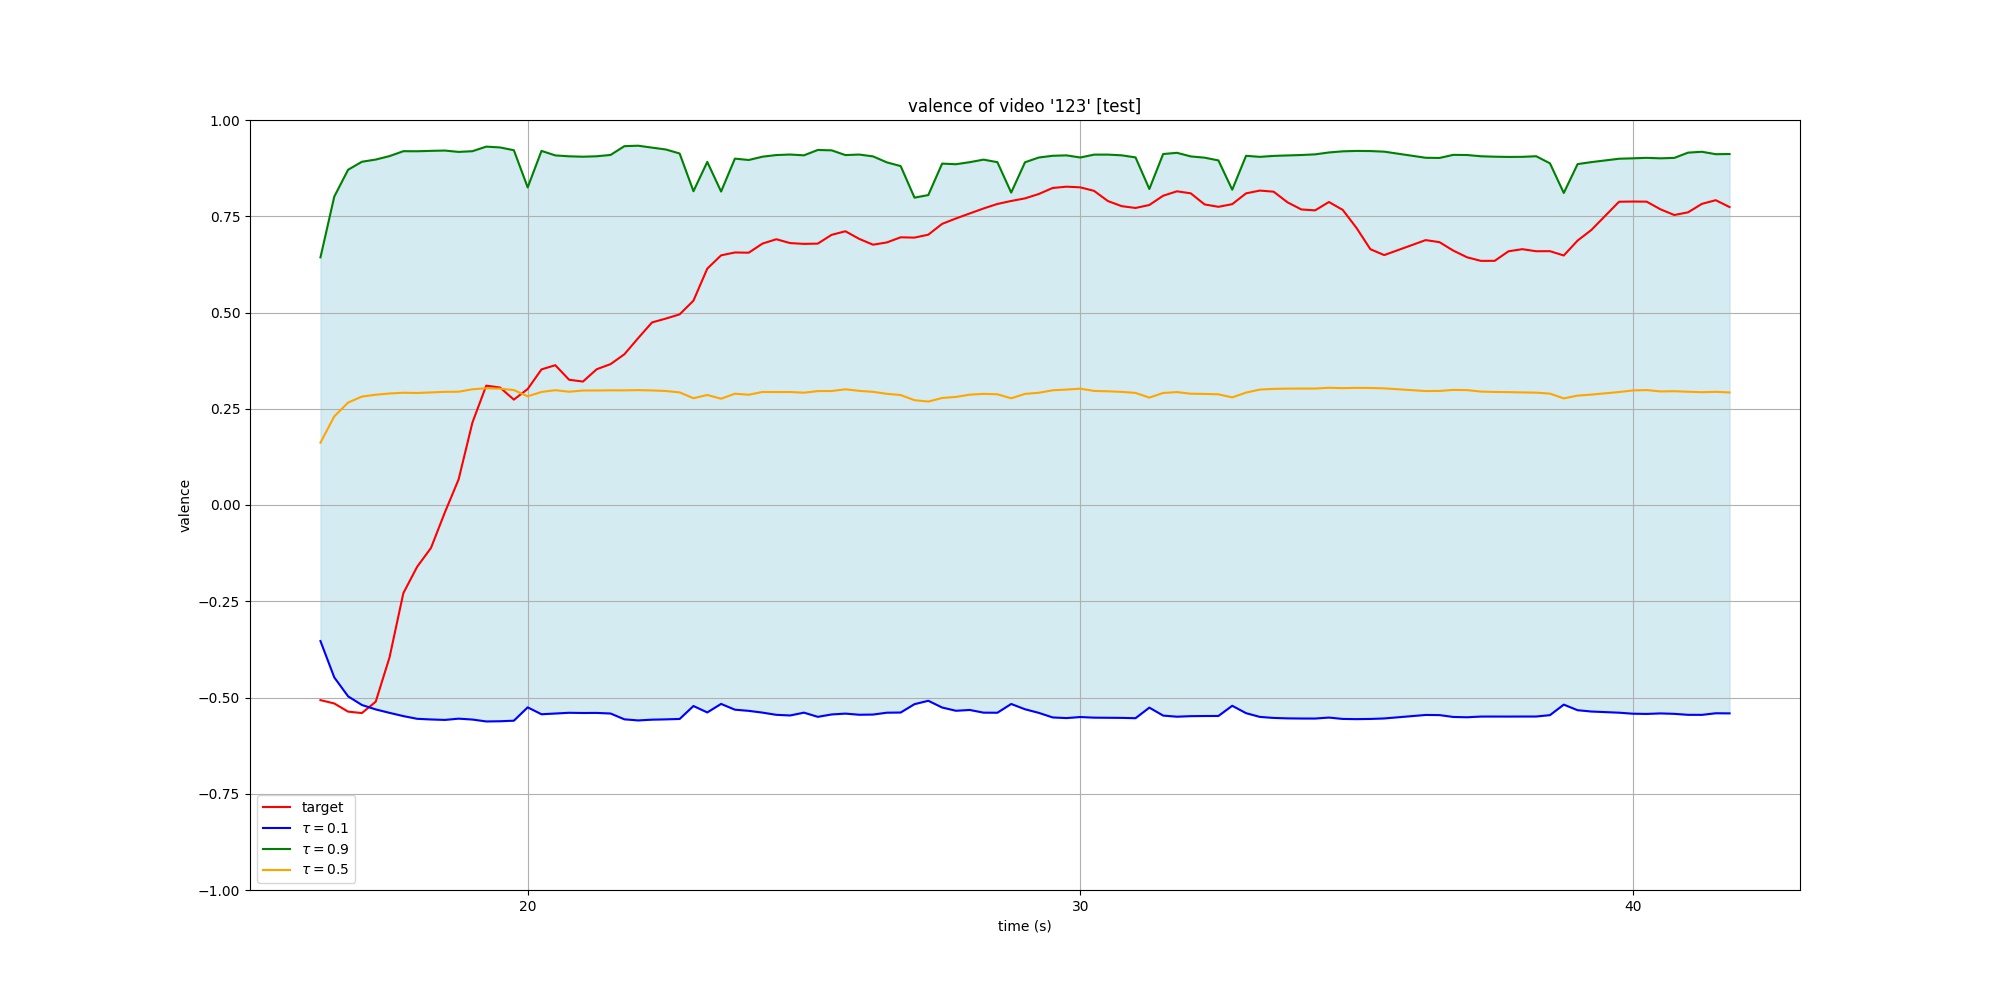 valence of video '123' [test]
1.00
0.75
0.50
0.25
0.00
−0.25
−0.50
−0.75
−1.00
valence
target
τ = 0.1
τ = 0.9
τ = 0.5
20
30
40
time (s)